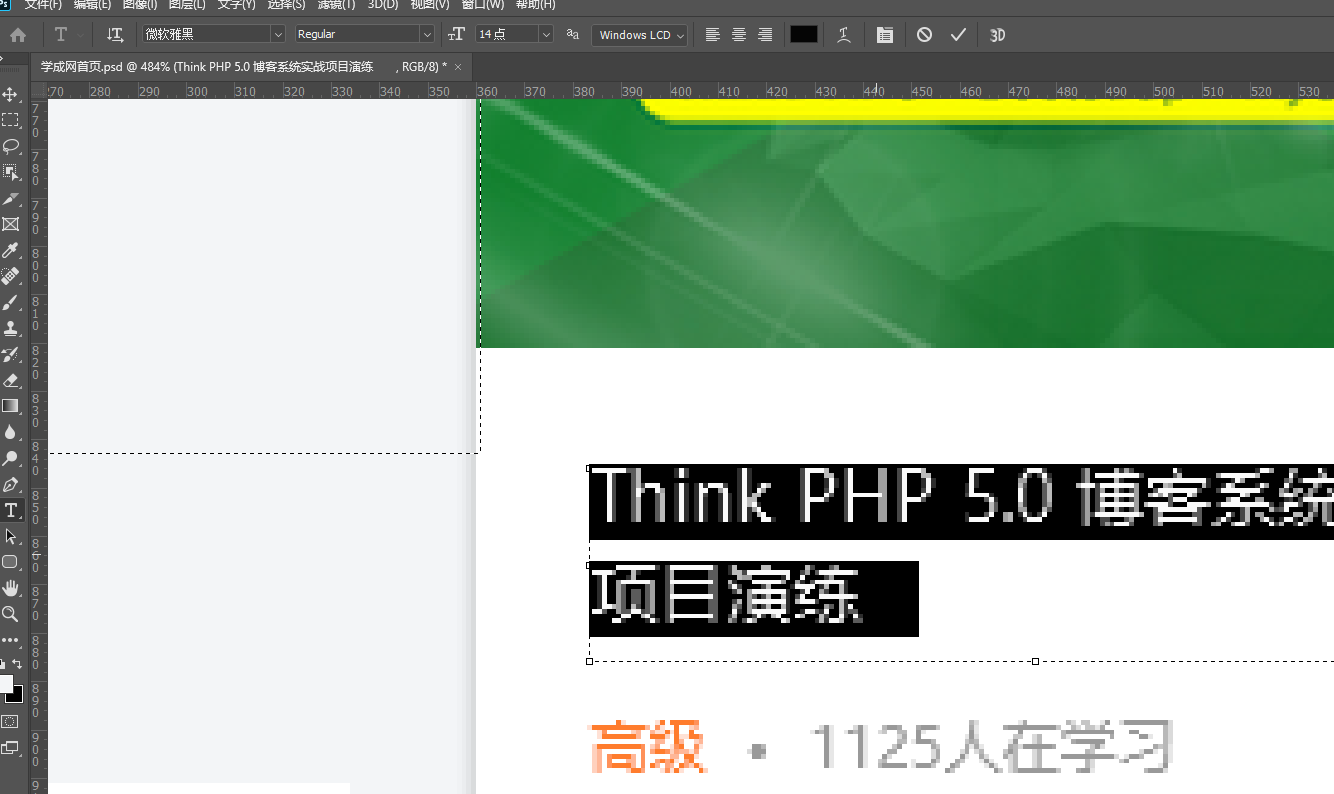 Ps 文件(F) 编辑(E) 图像(I) 图层(L) 文字(Y) 选择(S) 滤镜(T) 3D(D) 视图(V) 窗口(W) 帮助(H)
T 微软雅黑 Regular 14 点 aa Windows LCD 3D
学成网首页.psd @ 484% (Think PHP 5.0 博客系统实战项目演练 , RGB/8) * ×
270 280 290 300 310 320 330 340 350 360 370 380 390 400 410 420 430 440 450 460 470 480 490 500 510 520 530
770
780
790
800
810
820
830
840
850
860
870
880
890
900
Think PHP 5.0 博客系统
项目演练
高级 • 1125人在学习